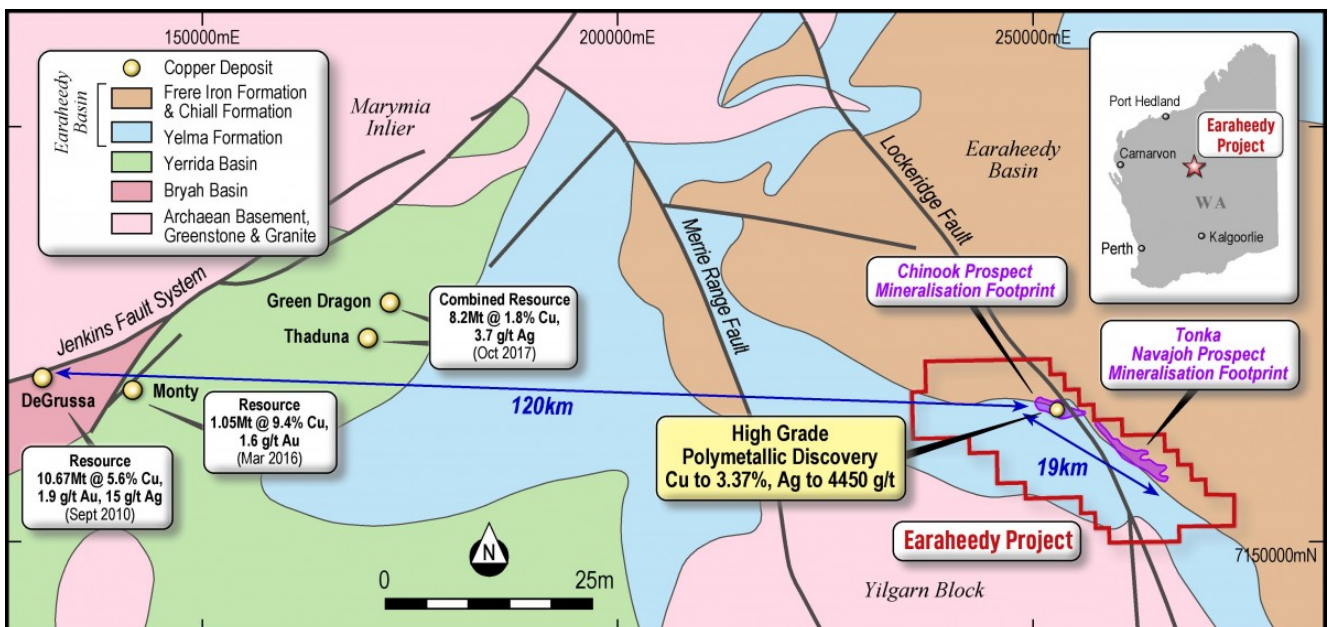 150000mE
200000mE
250000mE
Copper Deposit
Earaheedy
Basin
Frere Iron Formation
& Chiall Formation
Yelma Formation
Yerrida Basin
Bryah Basin
Archaean Basement,
Greenstone & Granite
Marymia
Inlier
Lockeridge Fault
Earaheedy
Basin
Port Hedland
Earaheedy
Project
Carnarvon
WA
Perth
Kalgoorlie
Jenkins Fault System
Green Dragon
Thaduna
Combined Resource
8.2Mt @ 1.8% Cu,
3.7 g/t Ag
(Oct 2017)
Merrie Range Fault
Chinook Prospect
Mineralisation Footprint
Tonka
Navajoh Prospect
Mineralisation Footprint
DeGrussa
Monty
120km
Resource
1.05Mt @ 9.4% Cu,
1.6 g/t Au
(Mar 2016)
Resource
10.67Mt @ 5.6% Cu,
1.9 g/t Au, 15 g/t Ag
(Sept 2010)
High Grade
Polymetallic Discovery
Cu to 3.37%, Ag to 4450 g/t
19km
Earaheedy Project
7150000mN
N
0
25m
Yilgarn Block